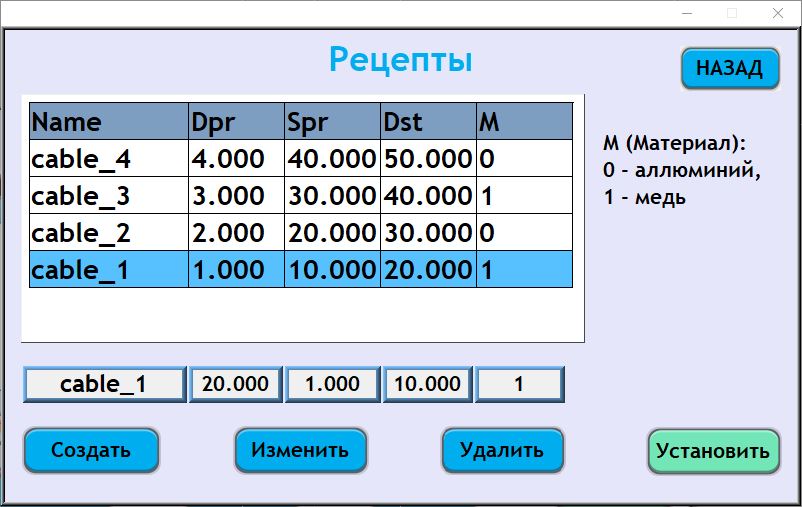 Рецепты
НАЗАД
Name Dpr Spr Dst M
cable_4 4.000 40.000 50.000 0
cable_3 3.000 30.000 40.000 1
cable_2 2.000 20.000 30.000 0
cable_1 1.000 10.000 20.000 1
М (Материал):
0 - аллюминий,
1 - медь
cable_1 20.000 1.000 10.000 1
Создать Изменить Удалить Установить